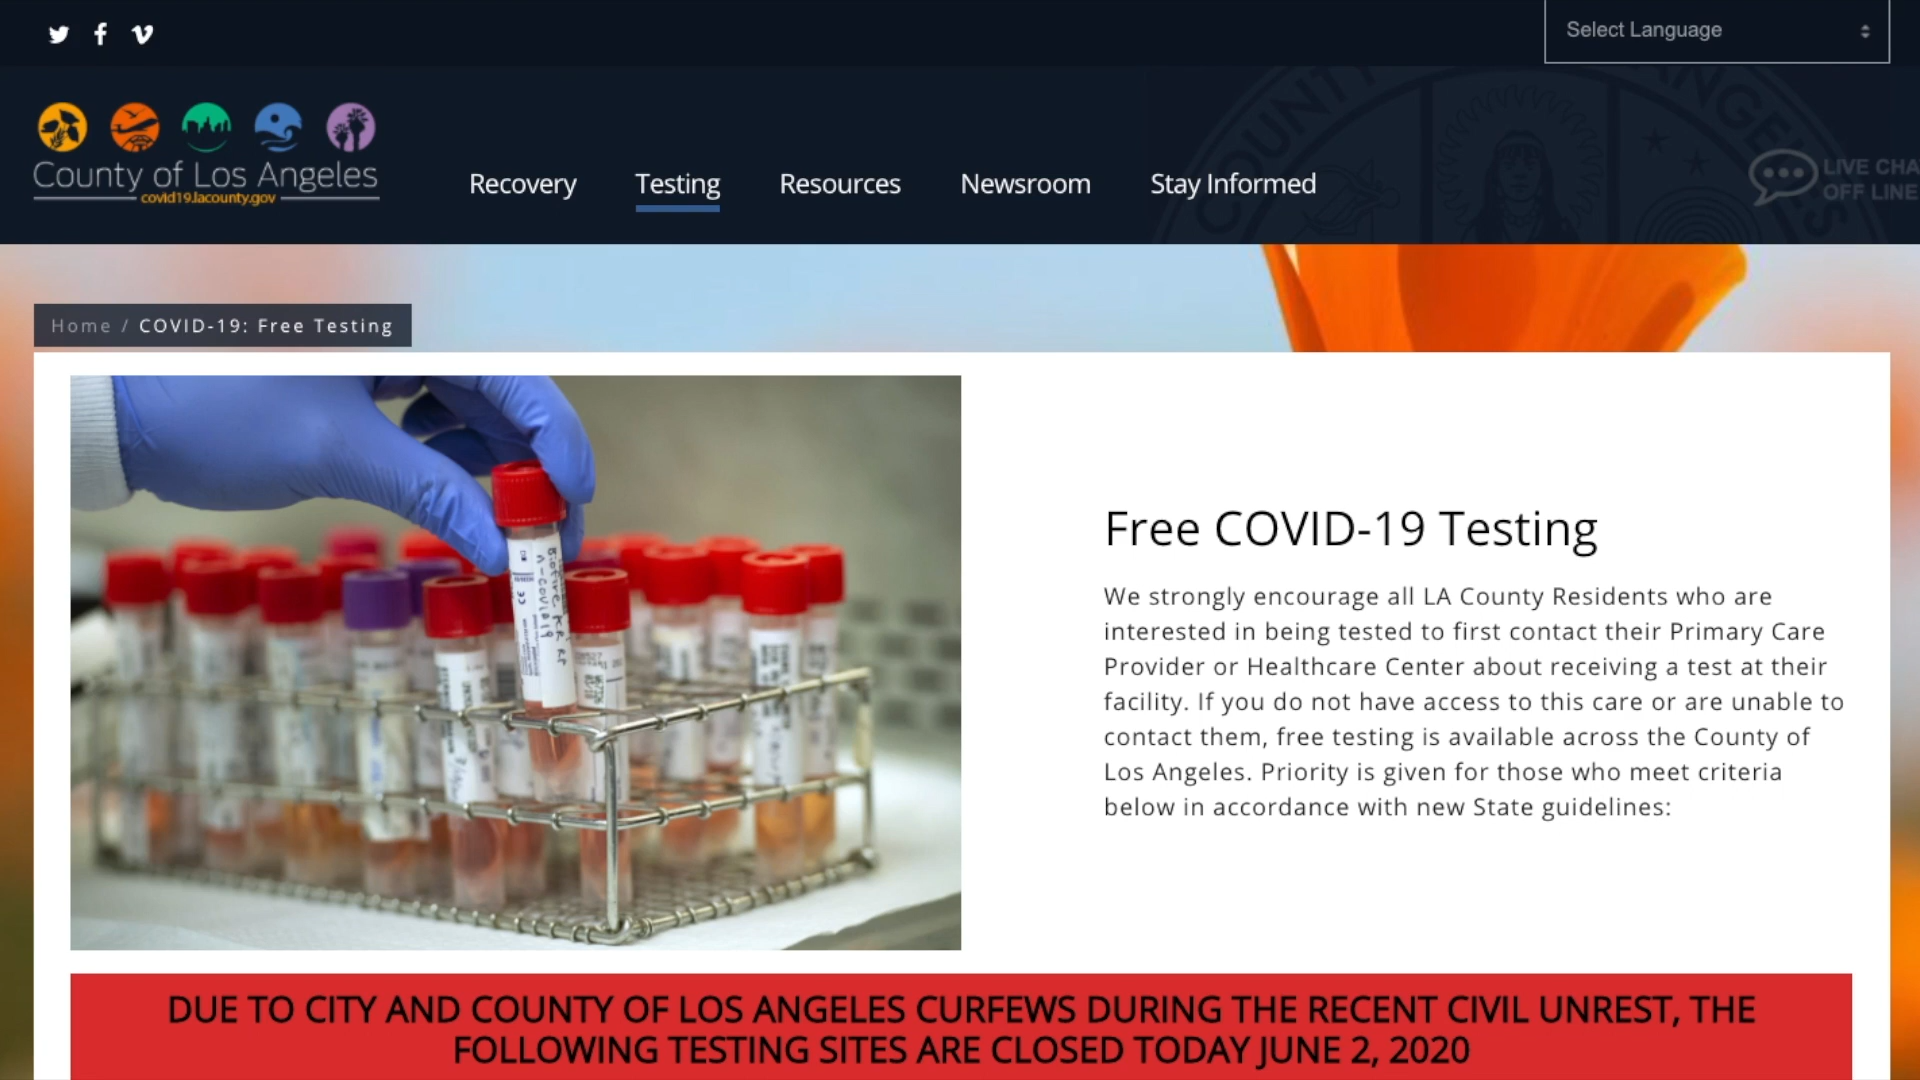 Select Language
County of Los Angeles
covid19.lacounty.gov
Recovery
Testing
Resources
Newsroom
Stay Informed
LIVE CHA
OFF LINE
COUNTY
ANGELES
Home / COVID-19: Free Testing
n-COVID19
Free COVID-19 Testing
We strongly encourage all LA County Residents who are
interested in being tested to first contact their Primary Care
Provider or Healthcare Center about receiving a test at their
facility. If you do not have access to this care or are unable to
contact them, free testing is available across the County of
Los Angeles. Priority is given for those who meet criteria
below in accordance with new State guidelines:
DUE TO CITY AND COUNTY OF LOS ANGELES CURFEWS DURING THE RECENT CIVIL UNREST, THE
FOLLOWING TESTING SITES ARE CLOSED TODAY JUNE 2, 2020